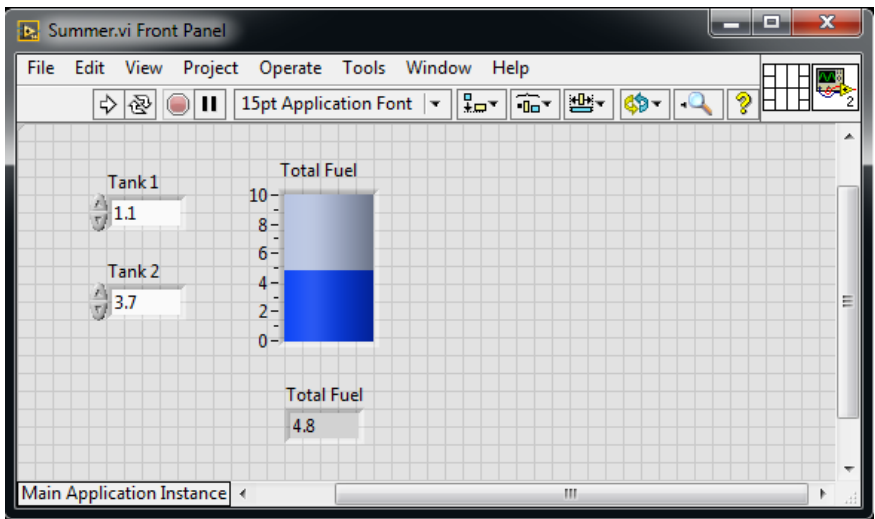 Summer.vi Front Panel
File Edit View Project Operate Tools Window Help
15pt Application Font
2
Total Fuel
Tank 1
10
1.1
8
6
Tank 2
4
3.7
2
0
Total Fuel
4.8
Main Application Instance